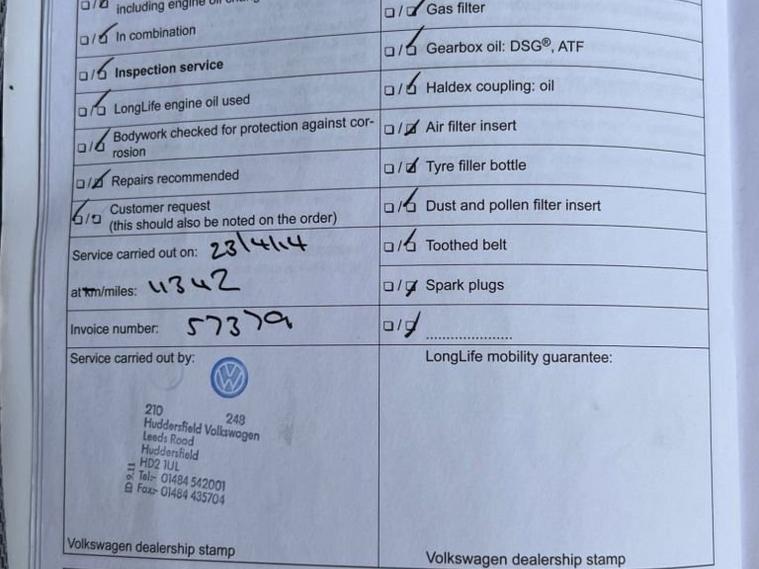 including engine oil chang
In combination
Inspection service
LongLife engine oil used
Bodywork checked for protection against cor-
rosion
Repairs recommended
Customer request
(this should also be noted on the order)
Service carried out on: 23/4/14
at km/miles: 11342
Invoice number: 57379
Service carried out by:
210 248
Huddersfield Volkswagen
Leeds Road
Huddersfield
HD2 1UL
Tel:- 01484 542001
Fax:- 01484 435704
Volkswagen dealership stamp
Gas filter
Gearbox oil: DSG®, ATF
Haldex coupling: oil
Air filter insert
Tyre filler bottle
Dust and pollen filter insert
Toothed belt
Spark plugs
LongLife mobility guarantee:
Volkswagen dealership stamp